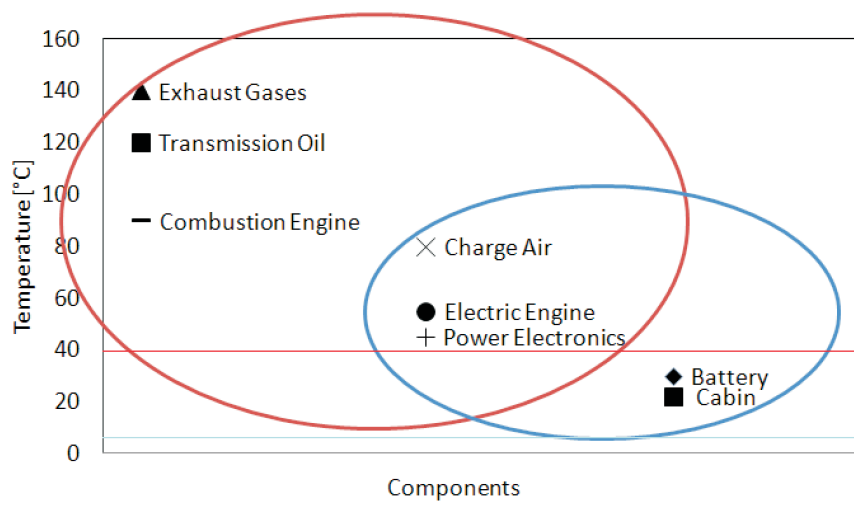 160
140
120
100
80
60
40
20
0
Temperature [°C]
Exhaust Gases
Transmission Oil
Combustion Engine
Charge Air
Electric Engine
Power Electronics
Battery
Cabin
Components